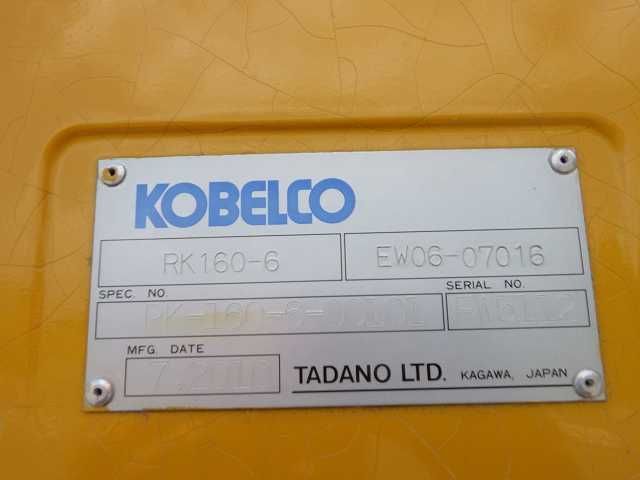 KOBELCO
RK160-6 EW06-07016
SPEC. NO. SERIAL NO.
MFG. DATE
TADANO LTD. KAGAWA, JAPAN